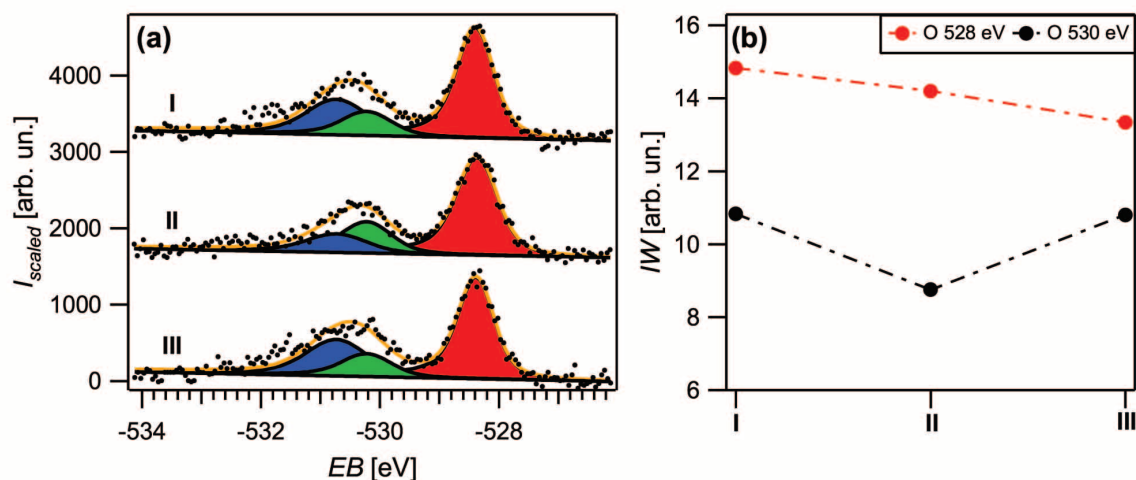 (a)
I
II
III
4000
3000
2000
1000
0
I scaled [arb. un.]
-534
-532
-530
-528
EB [eV]
(b)
O 528 eV
O 530 eV
16
14
12
10
8
6
IW [arb. un.]
I
II
III